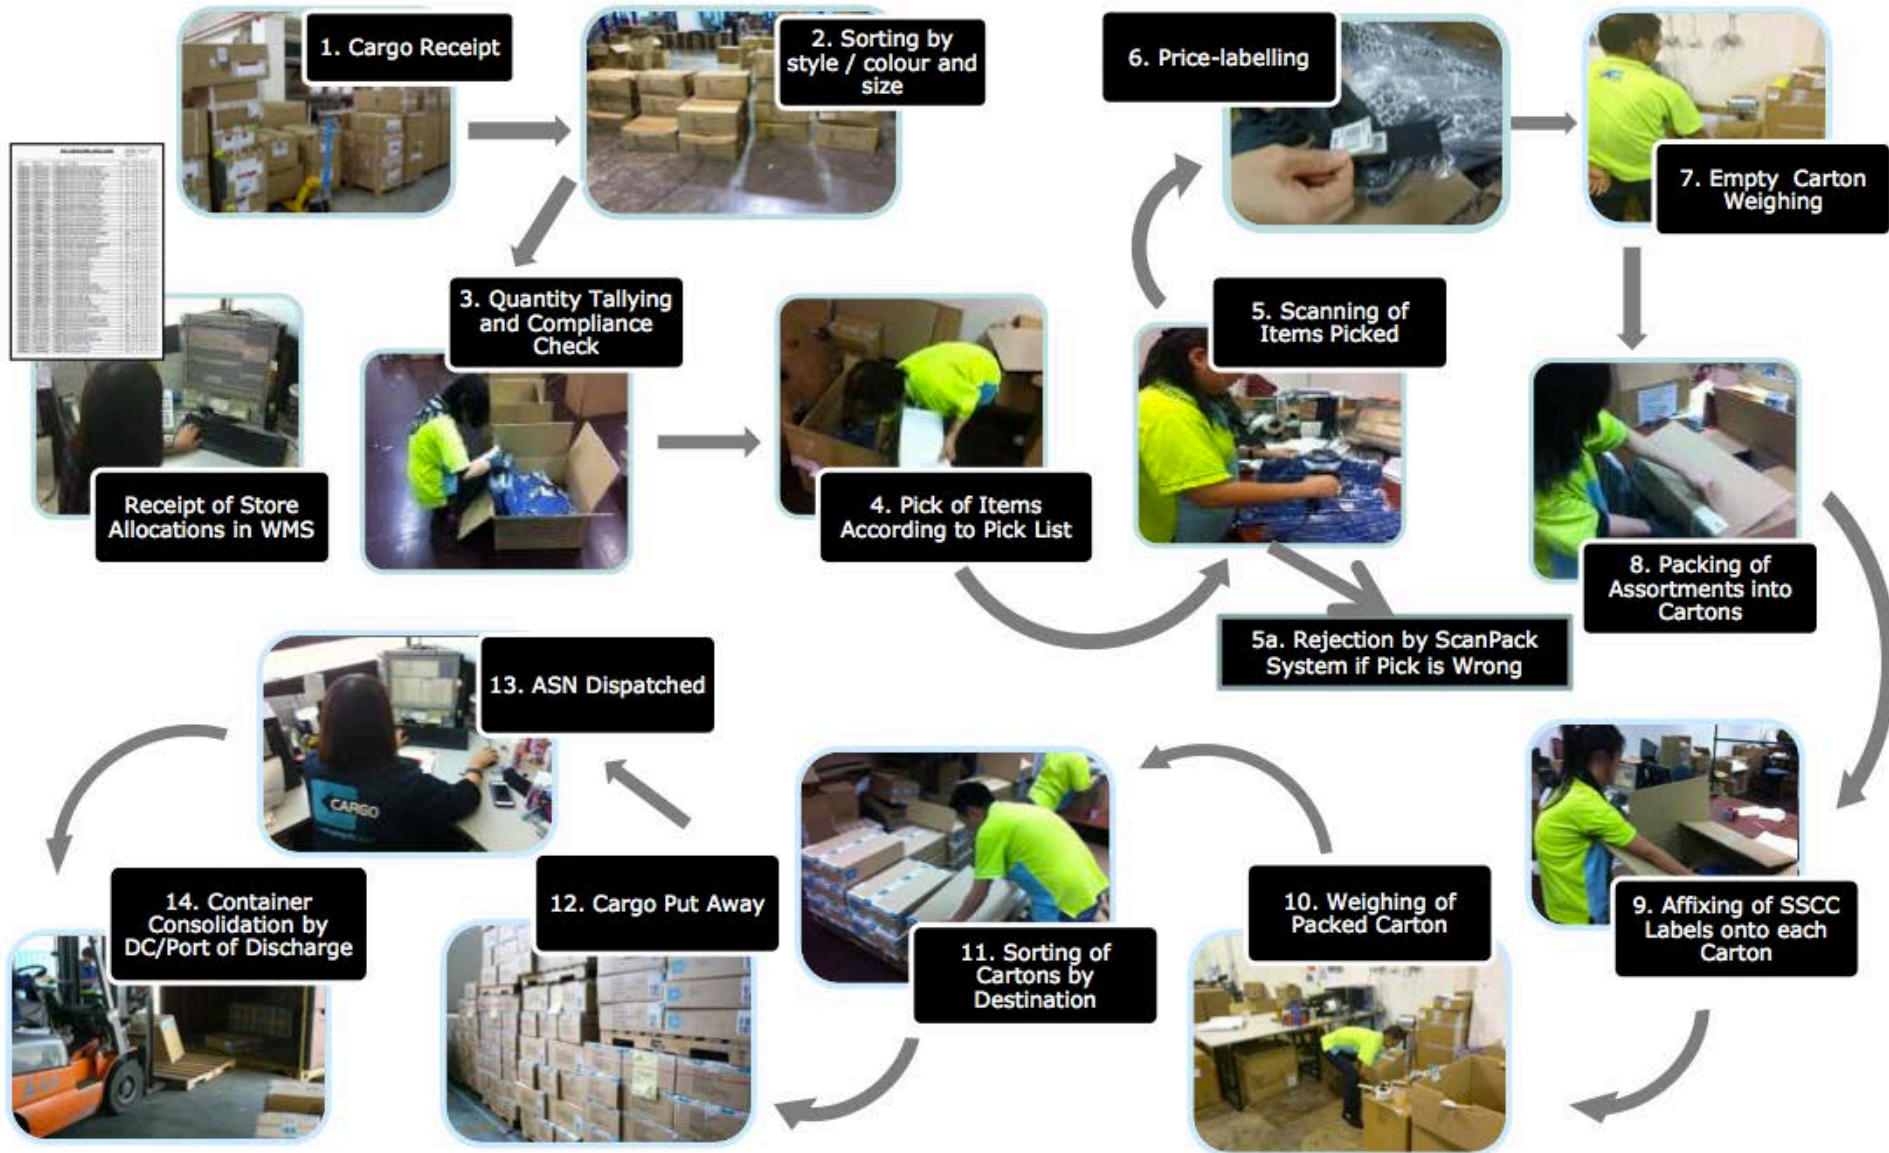 1. Cargo Receipt
2. Sorting by
style / colour and
size
3. Quantity Tallying
and Compliance
Check
Receipt of Store
Allocations in WMS
4. Pick of Items
According to Pick List
5. Scanning of
Items Picked
5a. Rejection by ScanPack
System if Pick is Wrong
6. Price-labelling
7. Empty  Carton
Weighing
8. Packing of
Assortments into
Cartons
9. Affixing of SSCC
Labels onto each
Carton
10. Weighing of
Packed Carton
11. Sorting of
Cartons by
Destination
12. Cargo Put Away
13. ASN Dispatched
CARGO
14. Container
Consolidation by
DC/Port of Discharge